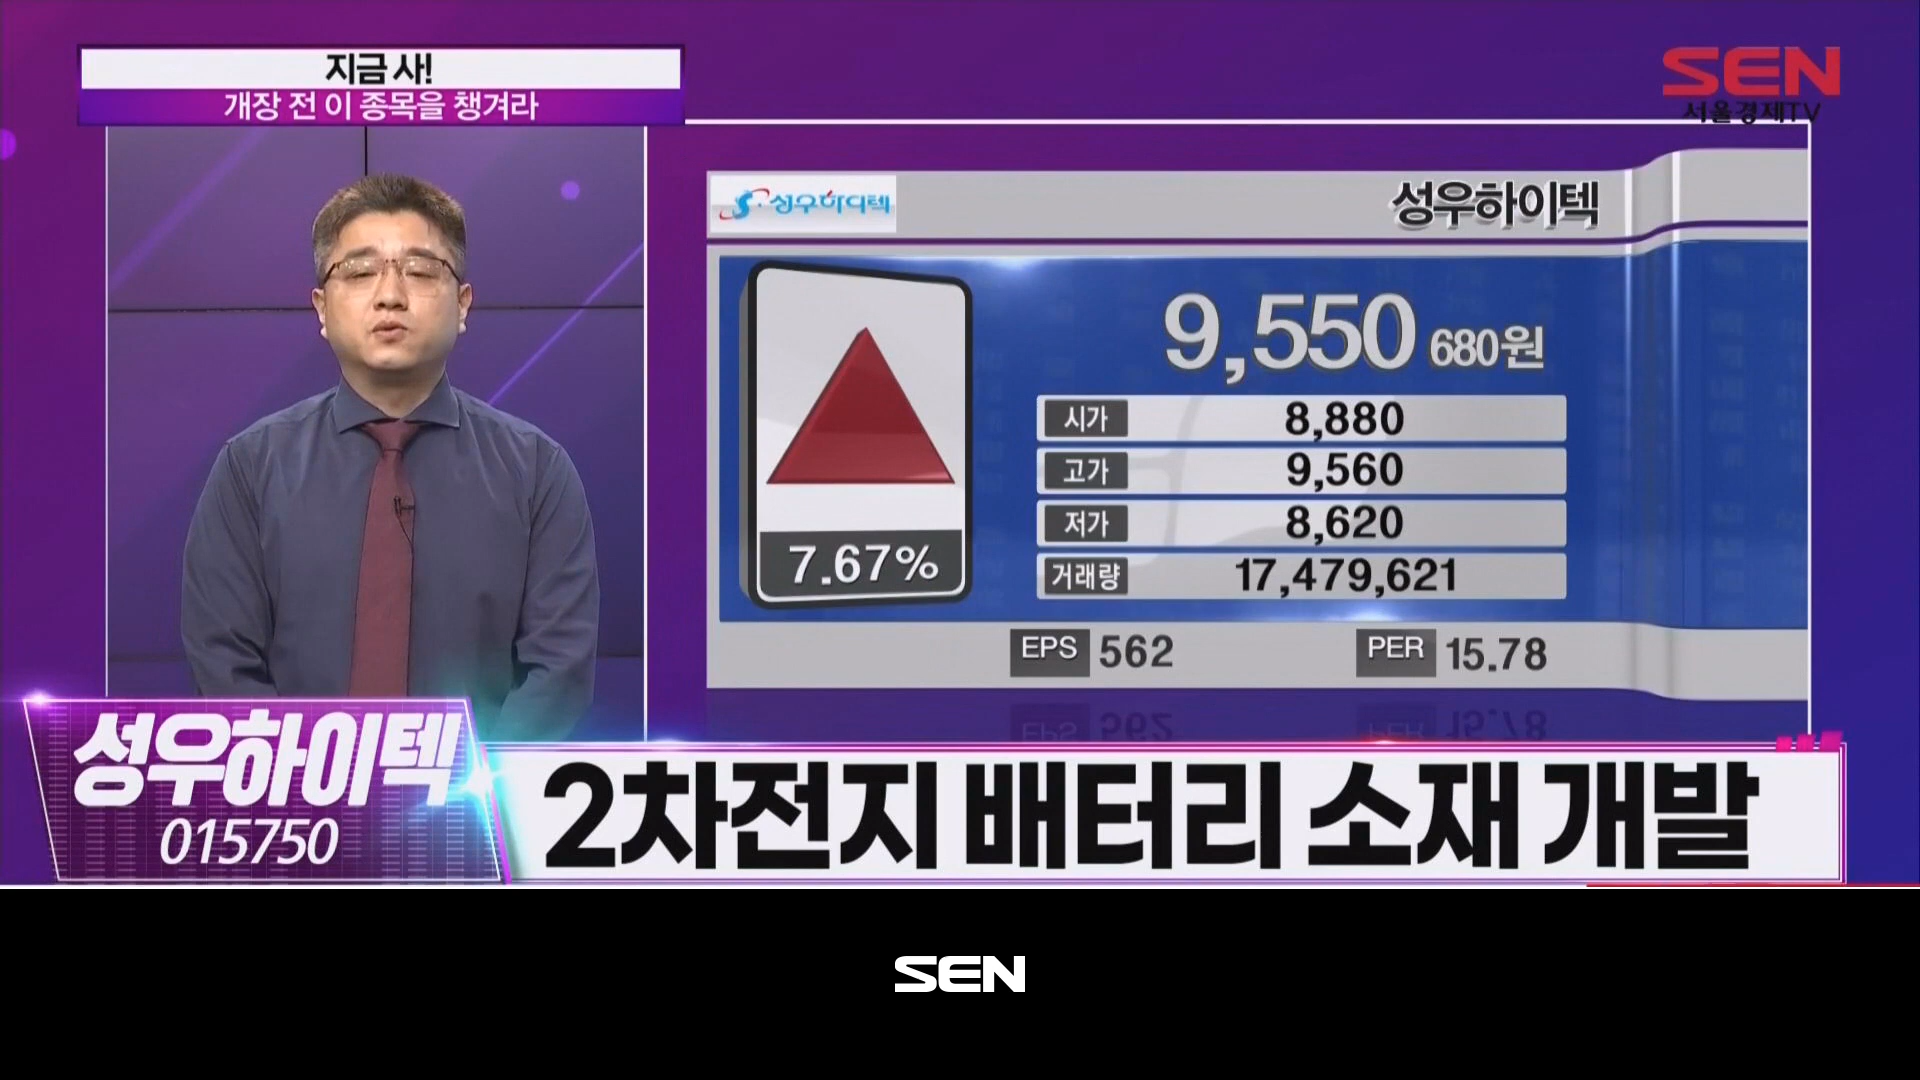 지금 사!
개장 전 이 종목을 챙겨라
SEN
서울경제TV
성우하이텍
성우하이텍
9,550 680원
시가 8,880
고가 9,560
저가 8,620
거래량 17,479,621
7.67%
EPS 562 PER 15.78
성우하이텍
015750
2차전지 배터리 소재 개발
SEN